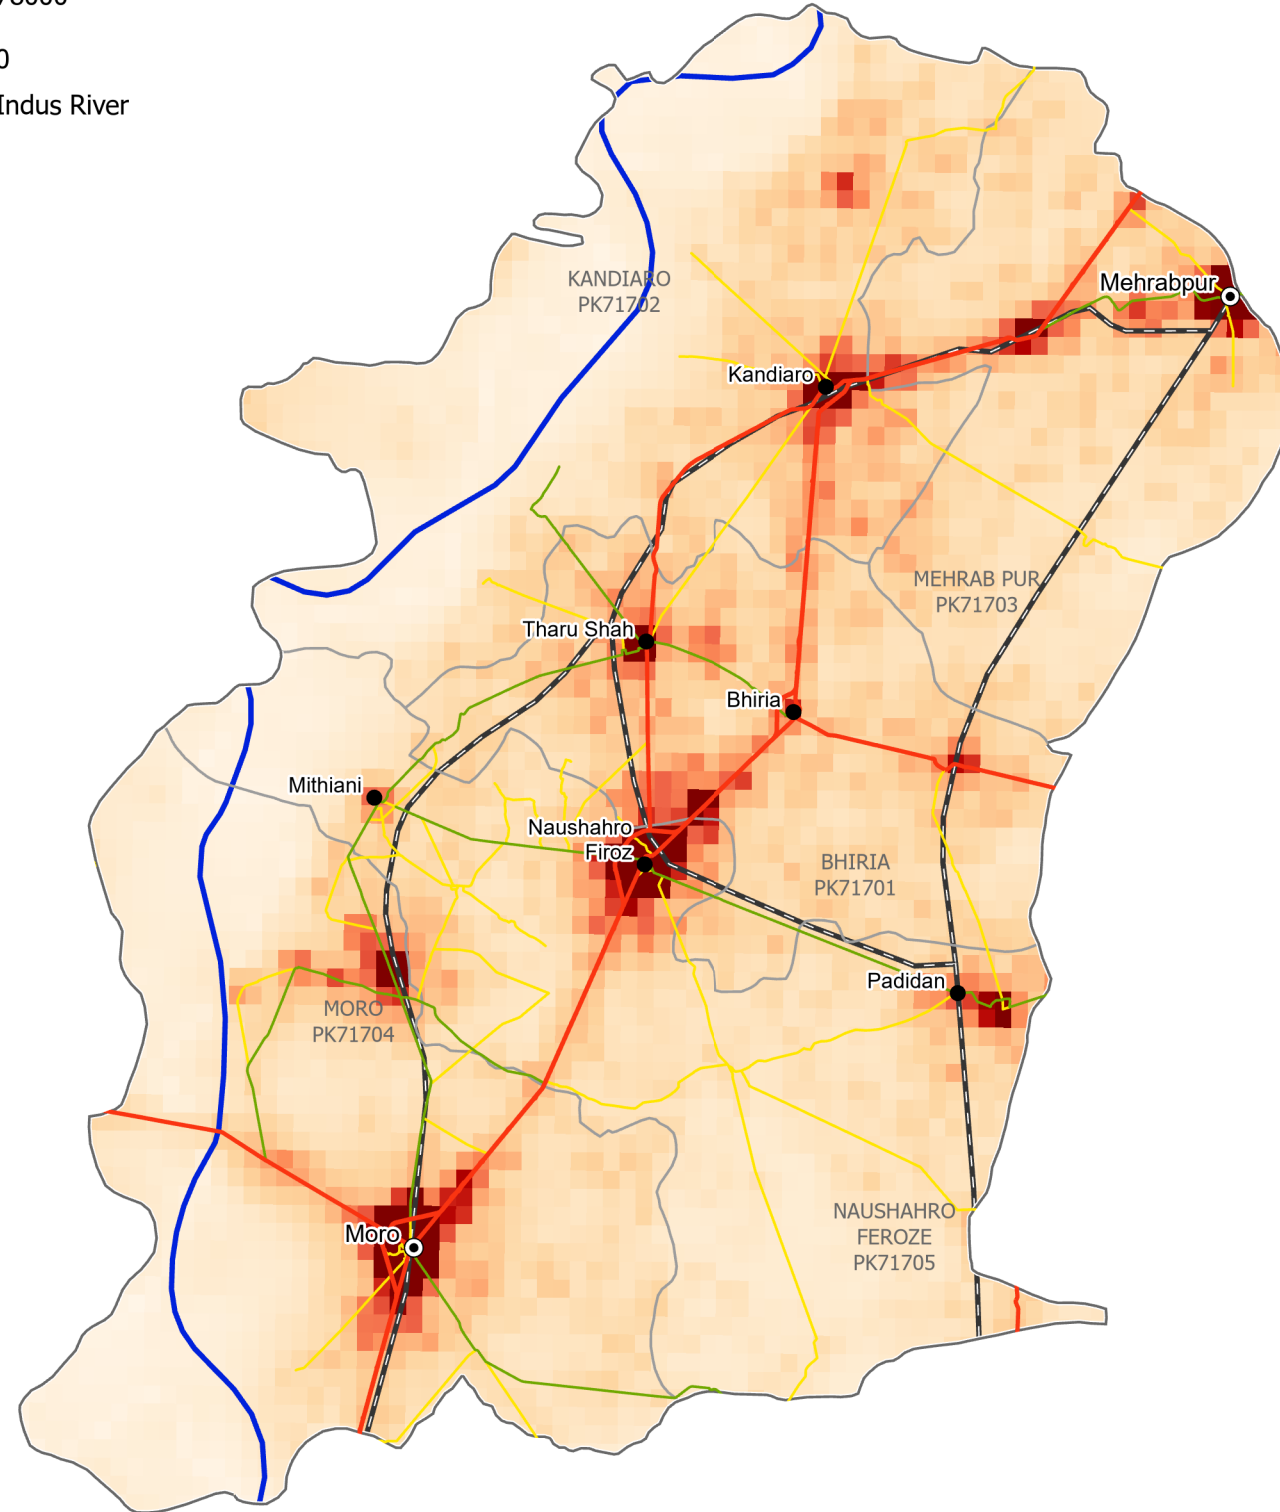 Indus River
KANDIARO
PK71702
Mehrabpur
Kandiaro
MEHRAB PUR
PK71703
Tharu Shah
Bhiria
Mithiani
Naushahro
Firoz
BHIRIA
PK71701
Padidan
MORO
PK71704
NAUSHAHRO
FEROZE
PK71705
Moro